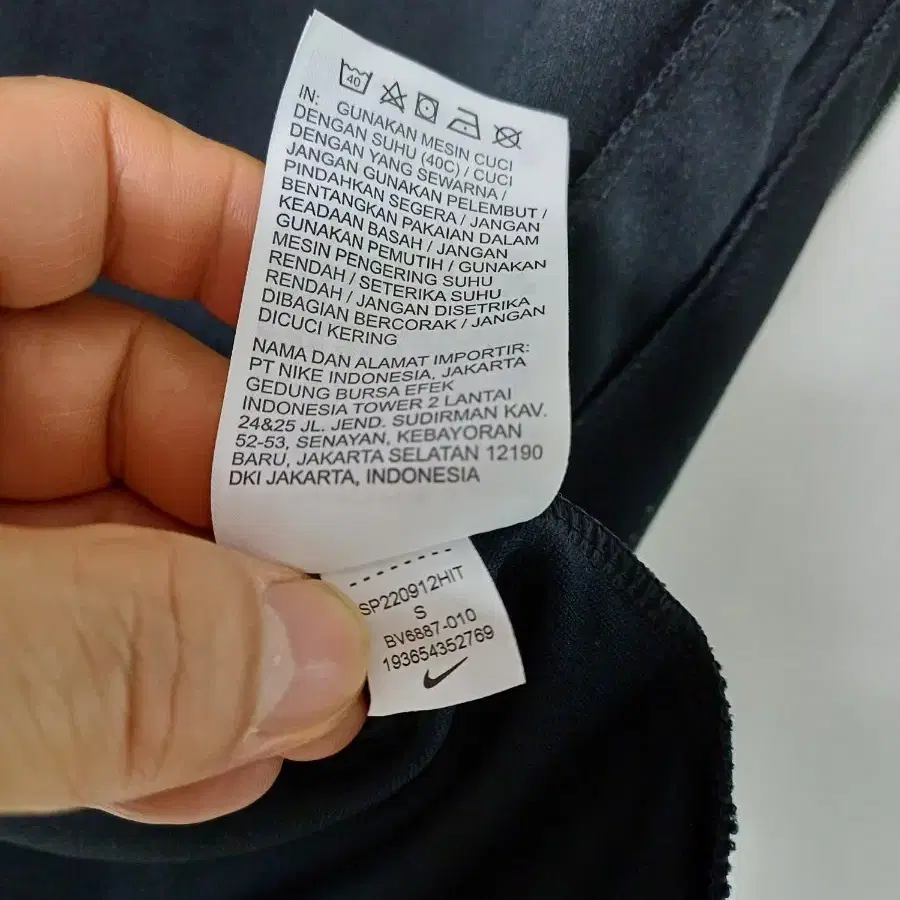 40
IN: GUNAKAN MESIN CUCI
DENGAN SUHU (40C) / CUCI
DENGAN YANG SEWARNA /
JANGAN GUNAKAN PELEMBUT /
PINDAHKAN SEGERA / JANGAN
BENTANGKAN PAKAIAN DALAM
KEADAAN BASAH / JANGAN
GUNAKAN PEMUTIH / GUNAKAN
MESIN PENGERING SUHU
RENDAH / SETERIKA SUHU
RENDAH / JANGAN DISETRIKA
DIBAGIAN BERCORAK / JANGAN
DICUCI KERING
NAMA DAN ALAMAT IMPORTIR:
PT NIKE INDONESIA, JAKARTA
GEDUNG BURSA EFEK
INDONESIA TOWER 2 LANTAI
24&25 JL. JEND. SUDIRMAN KAV.
52-53, SENAYAN, KEBAYORAN
BARU, JAKARTA SELATAN 12190
DKI JAKARTA, INDONESIA
SP220912HIT
S
BV6887-010
193654352769